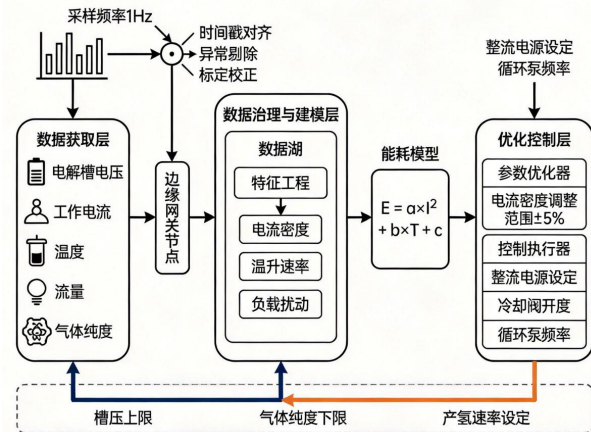 采样频率1Hz
时间戳对齐
异常剔除
标定校正
整流电源设定
循环泵频率
数据获取层
电解槽电压
工作电流
温度
流量
气体纯度
边缘网关节点
数据治理与建模层
数据湖
特征工程
电流密度
温升速率
负载扰动
能耗模型
E = a×I²
+ b×T + c
优化控制层
参数优化器
电流密度调整
范围±5%
控制执行器
整流电源设定
冷却阀开度
循环泵频率
槽压上限
气体纯度下限
产氢速率设定